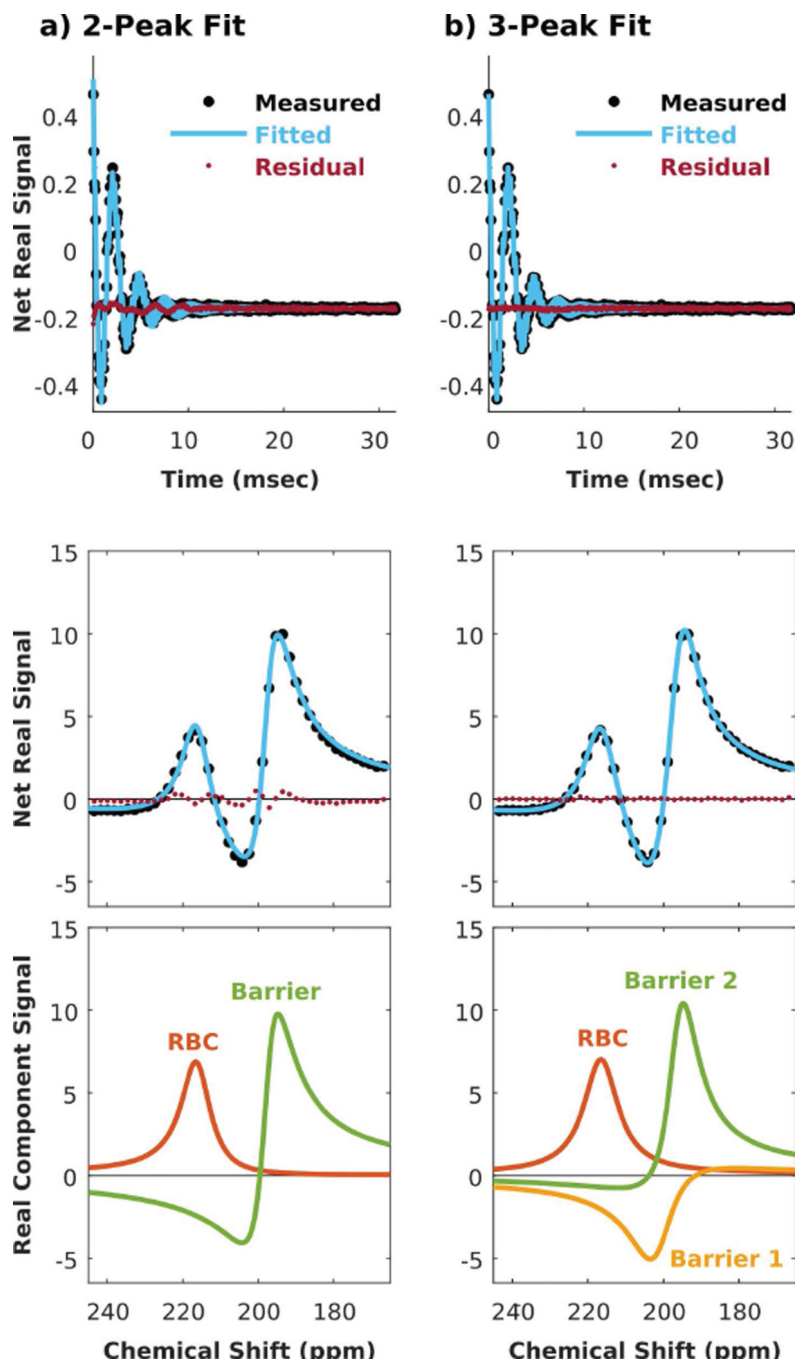 a) 2-Peak Fit
b) 3-Peak Fit
Net Real Signal
0.4
0.2
0
-0.2
-0.4
Measured
Fitted
Residual
0 10 20 30
Time (msec)
0.4
0.2
0
-0.2
-0.4
Measured
Fitted
Residual
0 10 20 30
Time (msec)
Net Real Signal
15
10
5
0
-5
15
10
5
0
-5
Real Component Signal
15
10
5
0
-5
RBC
Barrier
240 220 200 180
Chemical Shift (ppm)
15
10
5
0
-5
RBC
Barrier 2
Barrier 1
240 220 200 180
Chemical Shift (ppm)